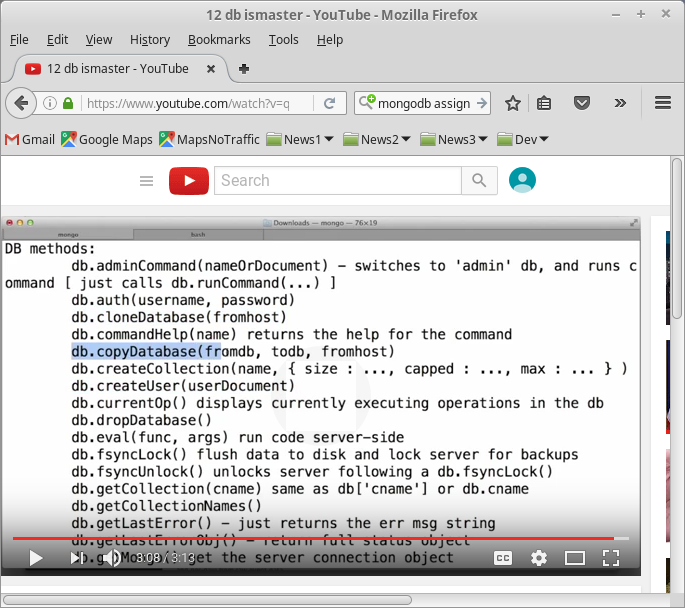 12 db ismaster - YouTube - Mozilla Firefox
File Edit View History Bookmarks Tools Help
12 db ismaster - YouTube
https://www.youtube.com/watch?v=q
mongodb assign
Gmail Google Maps MapsNoTraffic News1 News2 News3 Dev
Search
Downloads — mongo — 76×19
mongo bash
DB methods:
db.adminCommand(nameOrDocument) - switches to 'admin' db, and runs c
ommand [ just calls db.runCommand(...) ]
db.auth(username, password)
db.cloneDatabase(fromhost)
db.commandHelp(name) returns the help for the command
db.copyDatabase(fromdb, todb, fromhost)
db.createCollection(name, { size : ..., capped : ..., max : ... } )
db.createUser(userDocument)
db.currentOp() displays currently executing operations in the db
db.dropDatabase()
db.eval(func, args) run code server-side
db.fsyncLock() flush data to disk and lock server for backups
db.fsyncUnlock() unlocks server following a db.fsyncLock()
db.getCollection(cname) same as db['cname'] or db.cname
db.getCollectionNames()
db.getLastError() - just returns the err msg string
db.getLastErrorObj() - return full status object
get the server connection object
3:08 / 3:13
CC